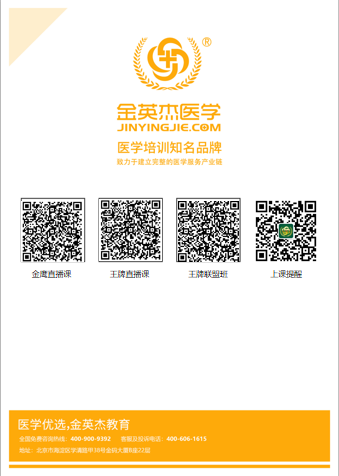 ®
金英杰医学
JINYINGJIE.COM
医学培训知名品牌
致力于建立完整的医学服务产业链
金鹰直播课
王牌直播课
王牌联盟班
上课提醒
医学优选,金英杰教育
全国免费咨询热线：400-900-9392 客服及投诉电话：400-606-1615
地址：北京市海淀区学清路甲38号金码大厦B座22层